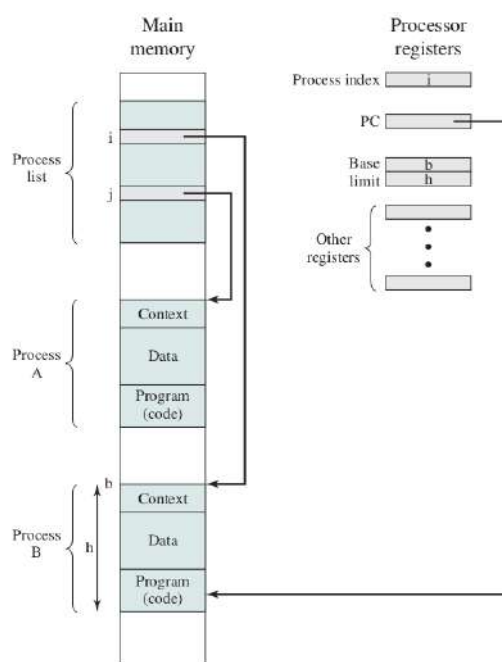 Main
memory
Processor
registers
Process index
i
PC
Base
limit
b
h
Other
registers
Process
list
i
j
Process
A
Context
Data
Program
(code)
Process
B
b
h
Context
Data
Program
(code)